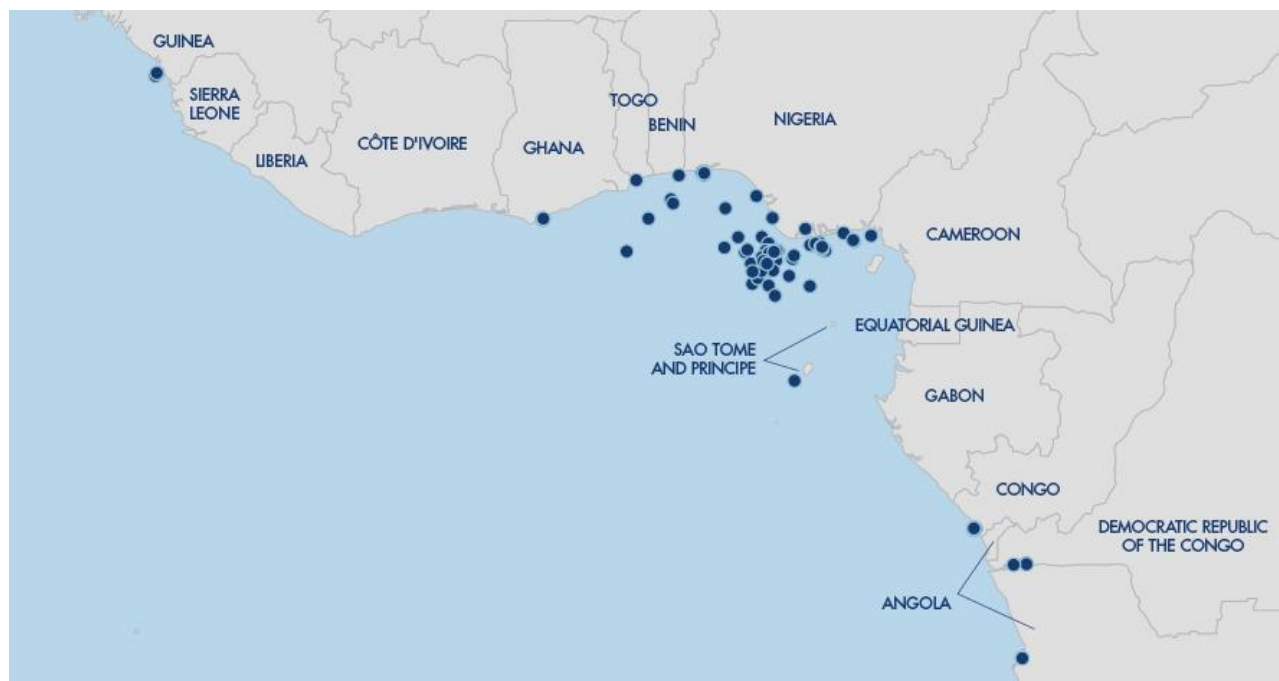 GUINEA
SIERRA
LEONE
LIBERIA
CÔTE D'IVOIRE
GHANA
TOGO
BENIN
NIGERIA
CAMEROON
EQUATORIAL GUINEA
SAO TOME
AND PRINCIPE
GABON
CONGO
DEMOCRATIC REPUBLIC
OF THE CONGO
ANGOLA